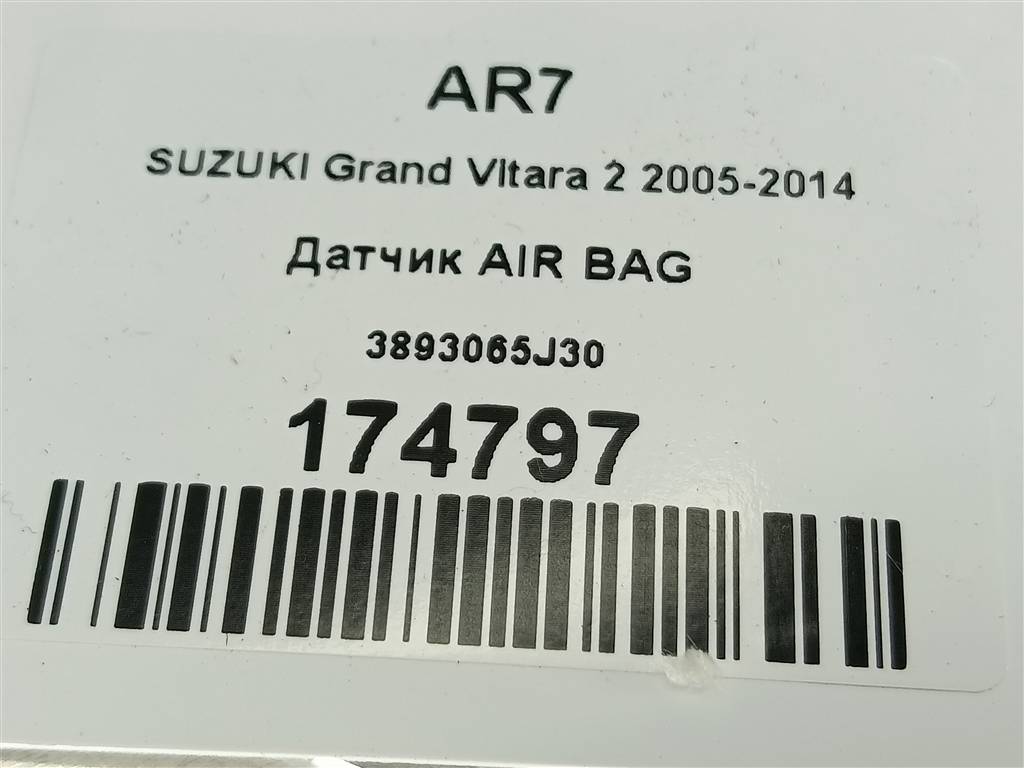 AR7
SUZUKI Grand Vitara 2 2005-2014
Датчик AIR BAG
3893065J30
174797